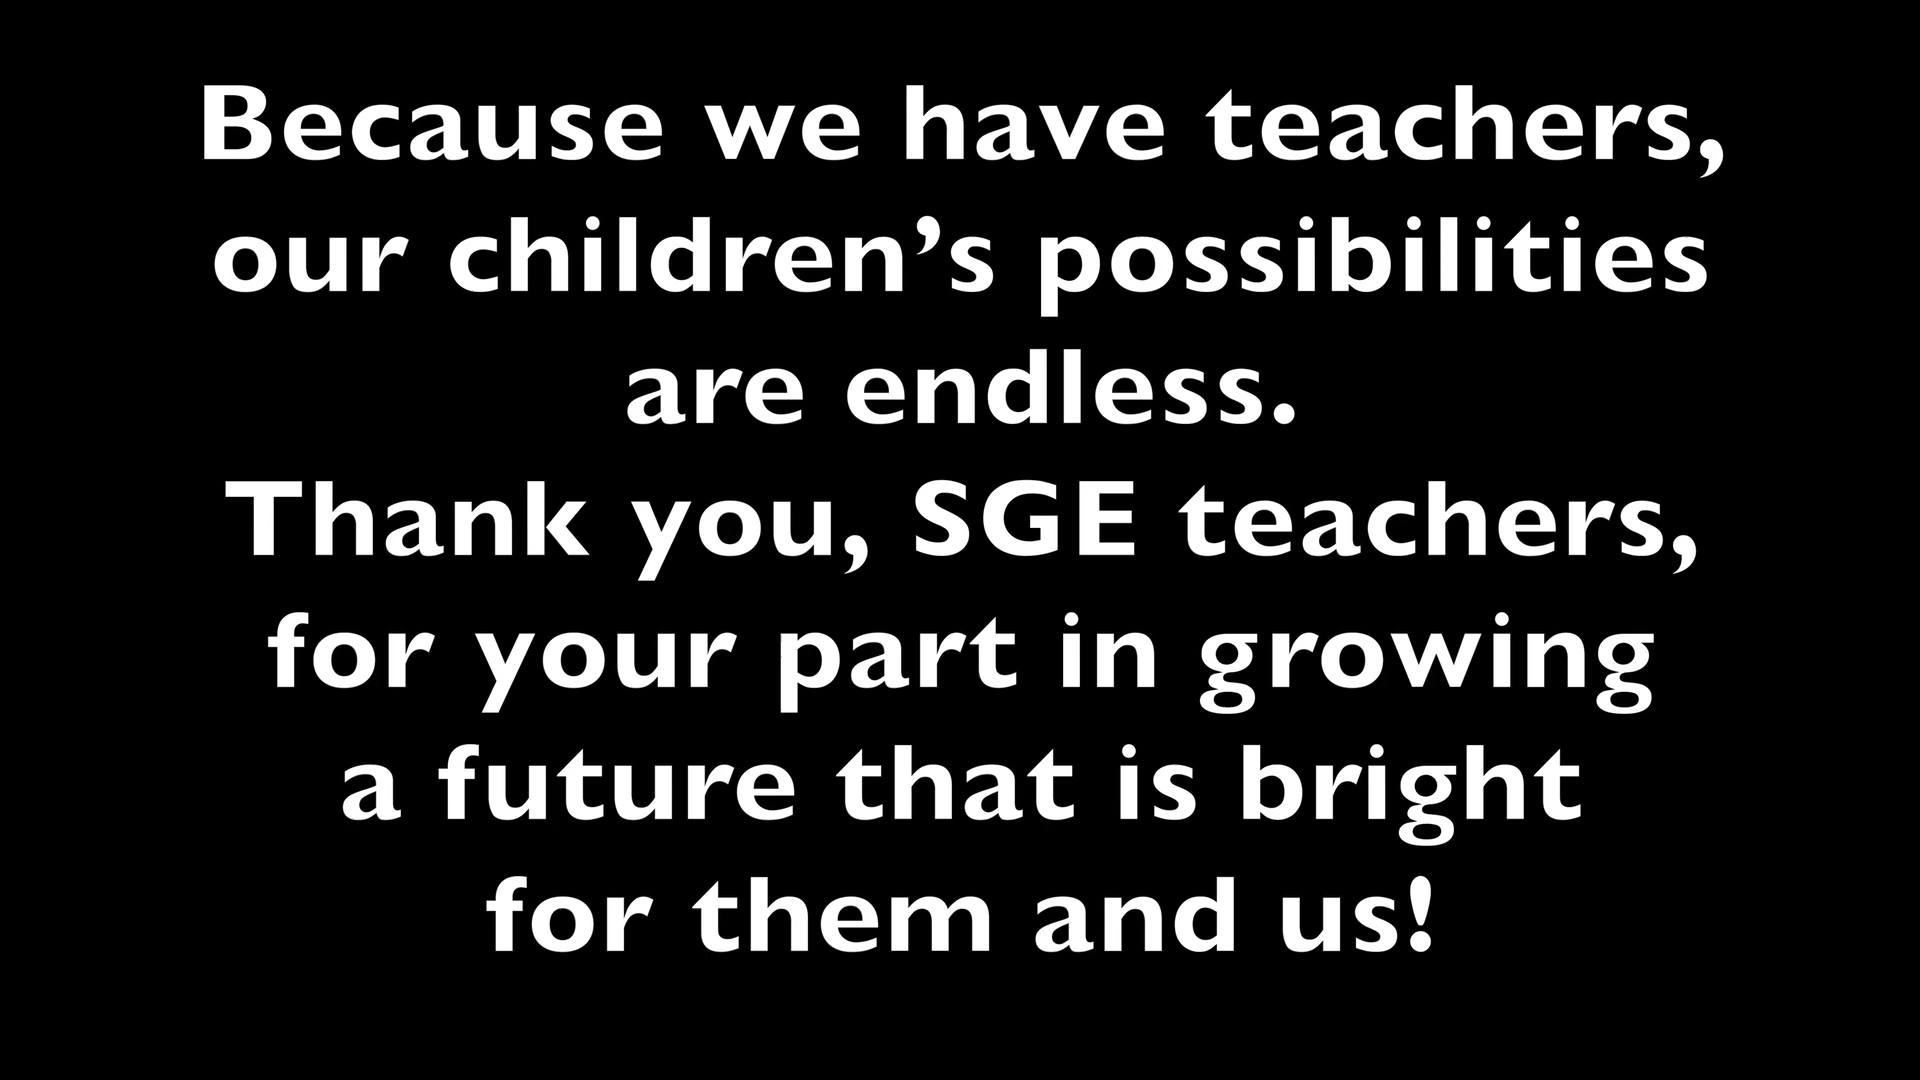 Because we have teachers,
our children’s possibilities
are endless.
Thank you, SGE teachers,
for your part in growing
a future that is bright
for them and us!